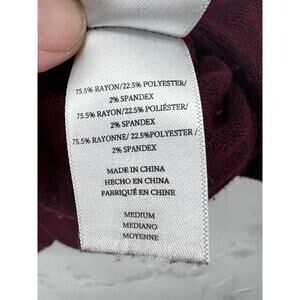 75.5% RAYON/22.5% POLYESTER/
2% SPANDEX
75.5% RAYON/22.5% POLIÉSTER/
2% SPANDEX
75.5% RAYONNE/ 22.5%POLYESTER /
2% SPANDEX
MADE IN CHINA
HECHO EN CHINA
FABRIQUÉ EN CHINE
MEDIUM
MEDIANO
MOYENNE